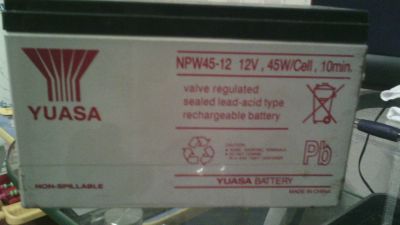 NPW45-12 12V , 45W/Cell , 10min.
YUASA
valve regulated
sealed lead-acid type
rechargeable battery
CAUTION
Pb
NON-SPILLABLE
YUASA BATTERY
MADE IN CHINA